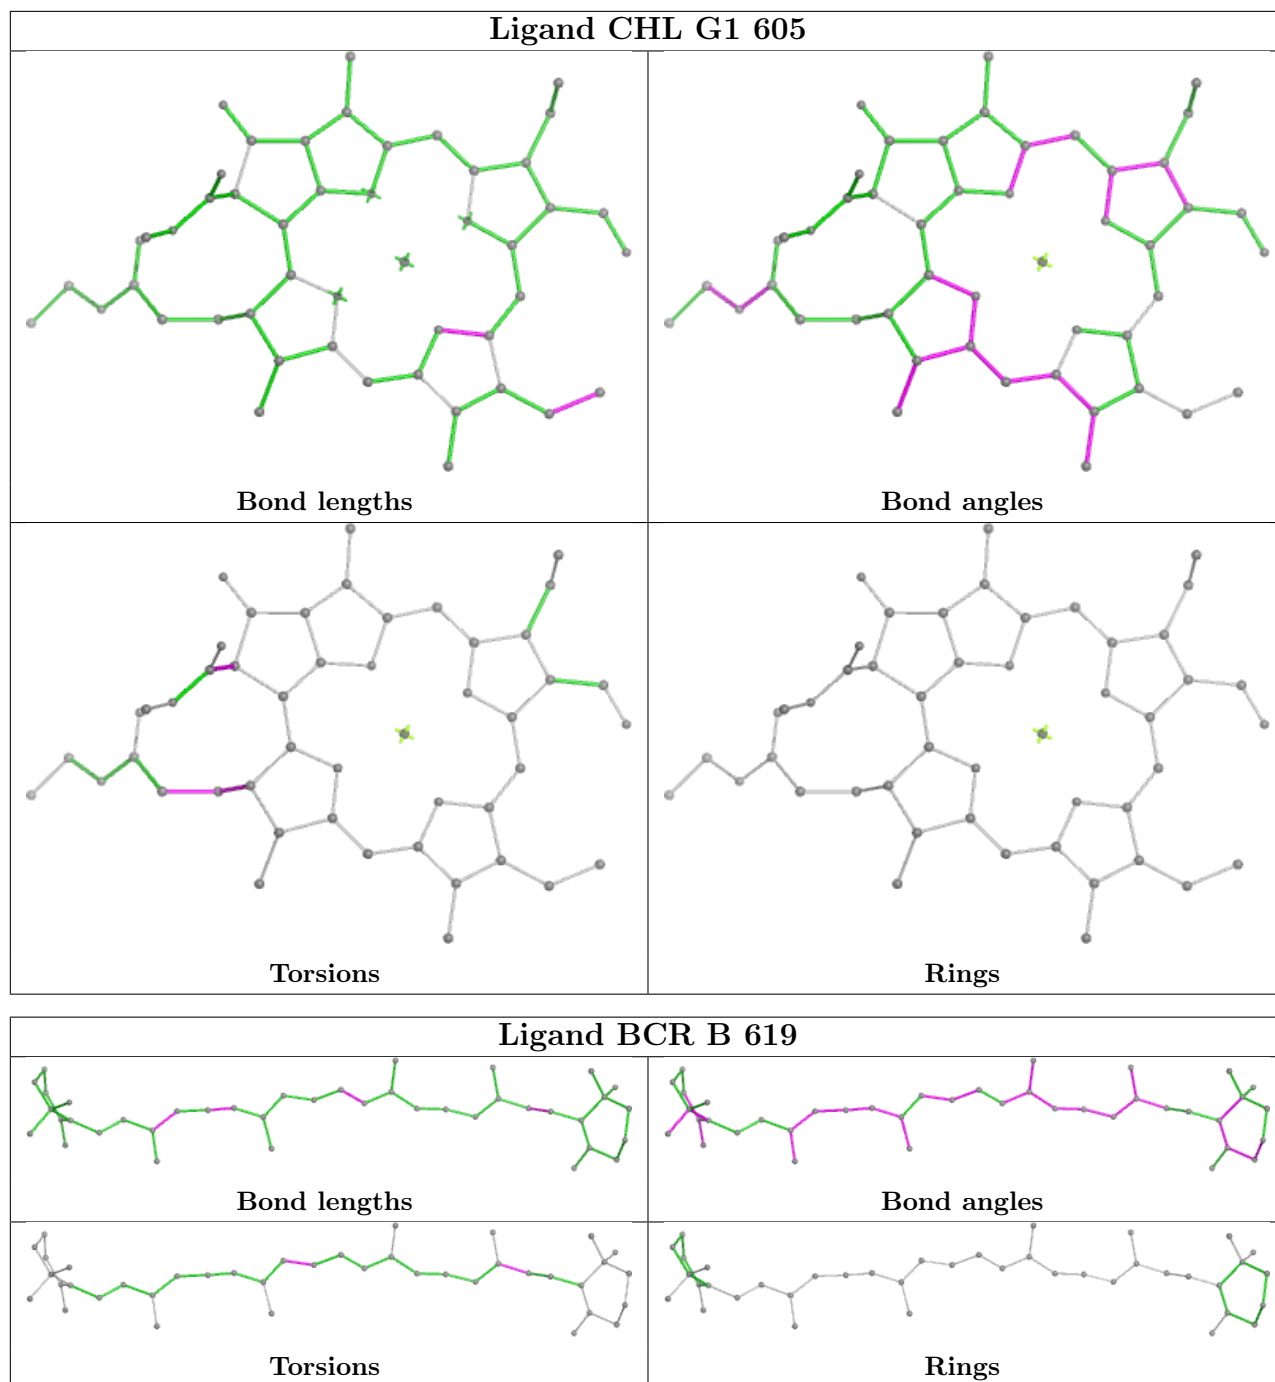 Ligand CHL G1 605
Bond lengths
Bond angles
Torsions
Rings
Ligand BCR B 619
Bond lengths
Bond angles
Torsions
Rings